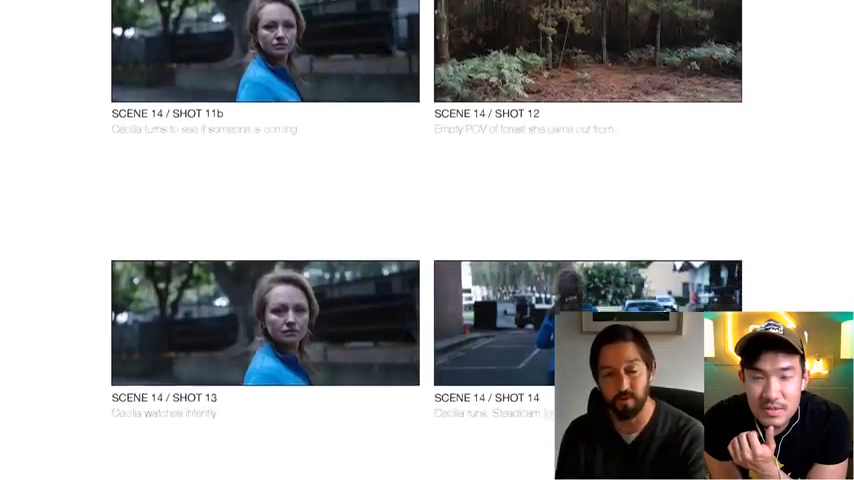 SCENE 14 / SHOT 11b
Cecilia turns to see if someone is coming
SCENE 14 / SHOT 12
Empty POV of forest she came out from
SCENE 14 / SHOT 13
Cecilia watches intently
SCENE 14 / SHOT 14
Cecilia runs. Steadicam